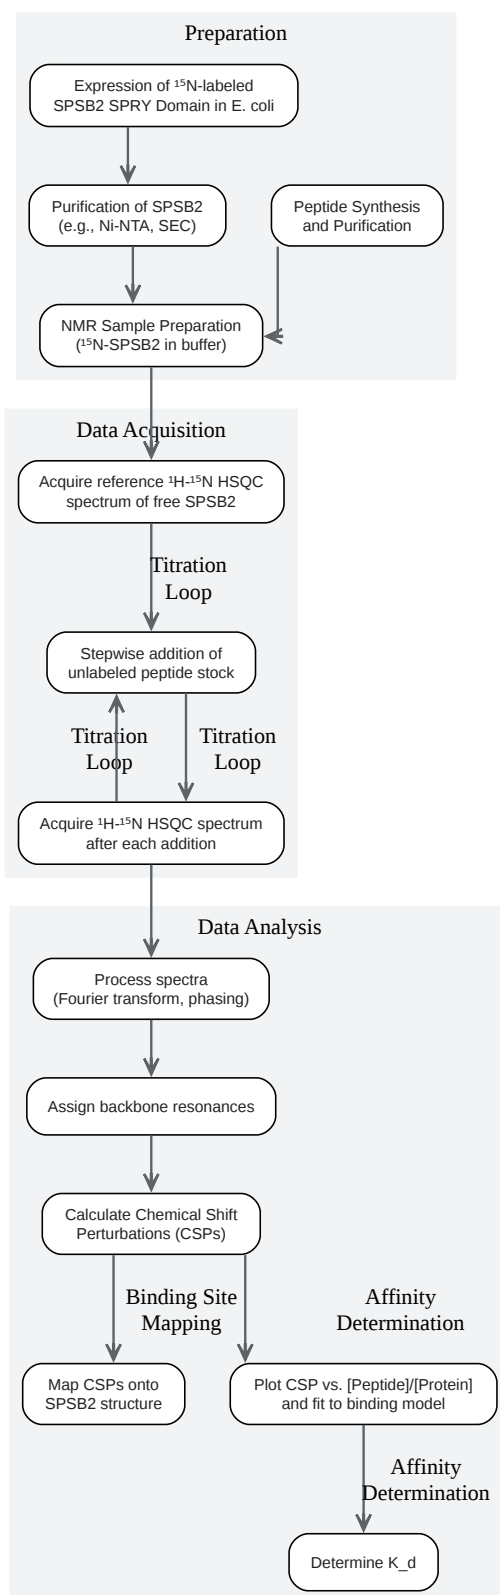 Preparation
Expression of ¹⁵N-labeled
SPSB2 SPRY Domain in E. coli
Purification of SPSB2
(e.g., Ni-NTA, SEC)
Peptide Synthesis
and Purification
NMR Sample Preparation
(¹⁵N-SPSB2 in buffer)
Data Acquisition
Acquire reference ¹H-¹⁵N HSQC
spectrum of free SPSB2
Titration
Loop
Stepwise addition of
unlabeled peptide stock
Titration
Loop
Titration
Loop
Acquire ¹H-¹⁵N HSQC spectrum
after each addition
Data Analysis
Process spectra
(Fourier transform, phasing)
Assign backbone resonances
Calculate Chemical Shift
Perturbations (CSPs)
Binding Site
Mapping
Affinity
Determination
Map CSPs onto
SPSB2 structure
Plot CSP vs. [Peptide]/[Protein]
and fit to binding model
Affinity
Determination
Determine K_d